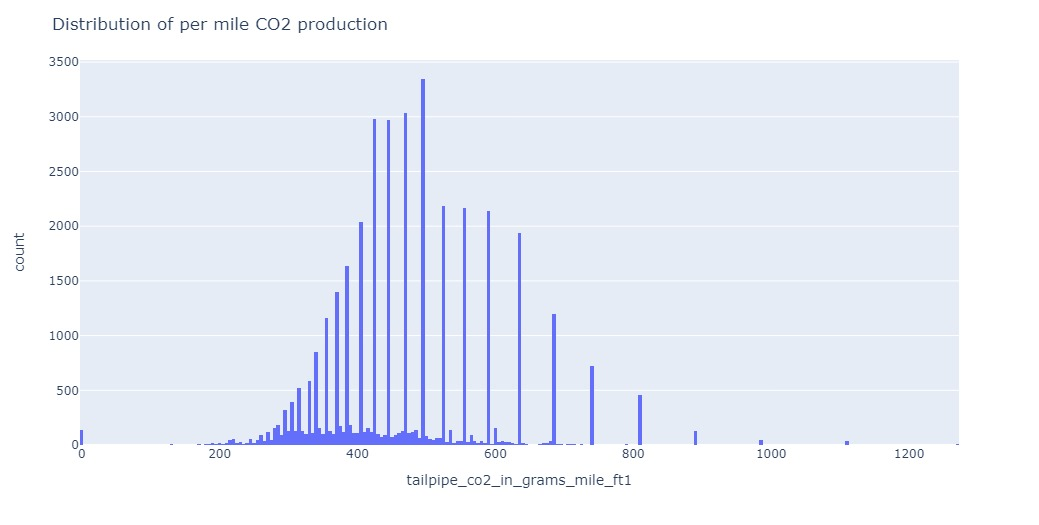 Distribution of per mile CO2 production
3500
3000
2500
2000
1500
1000
500
0
count
0 200 400 600 800 1000 1200
tailpipe_co2_in_grams_mile_ft1